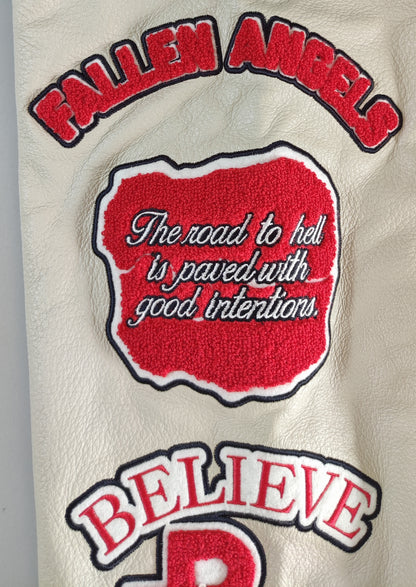 FALLEN ANGELS
The road to hell
is paved with
good intentions.
BELIEVE